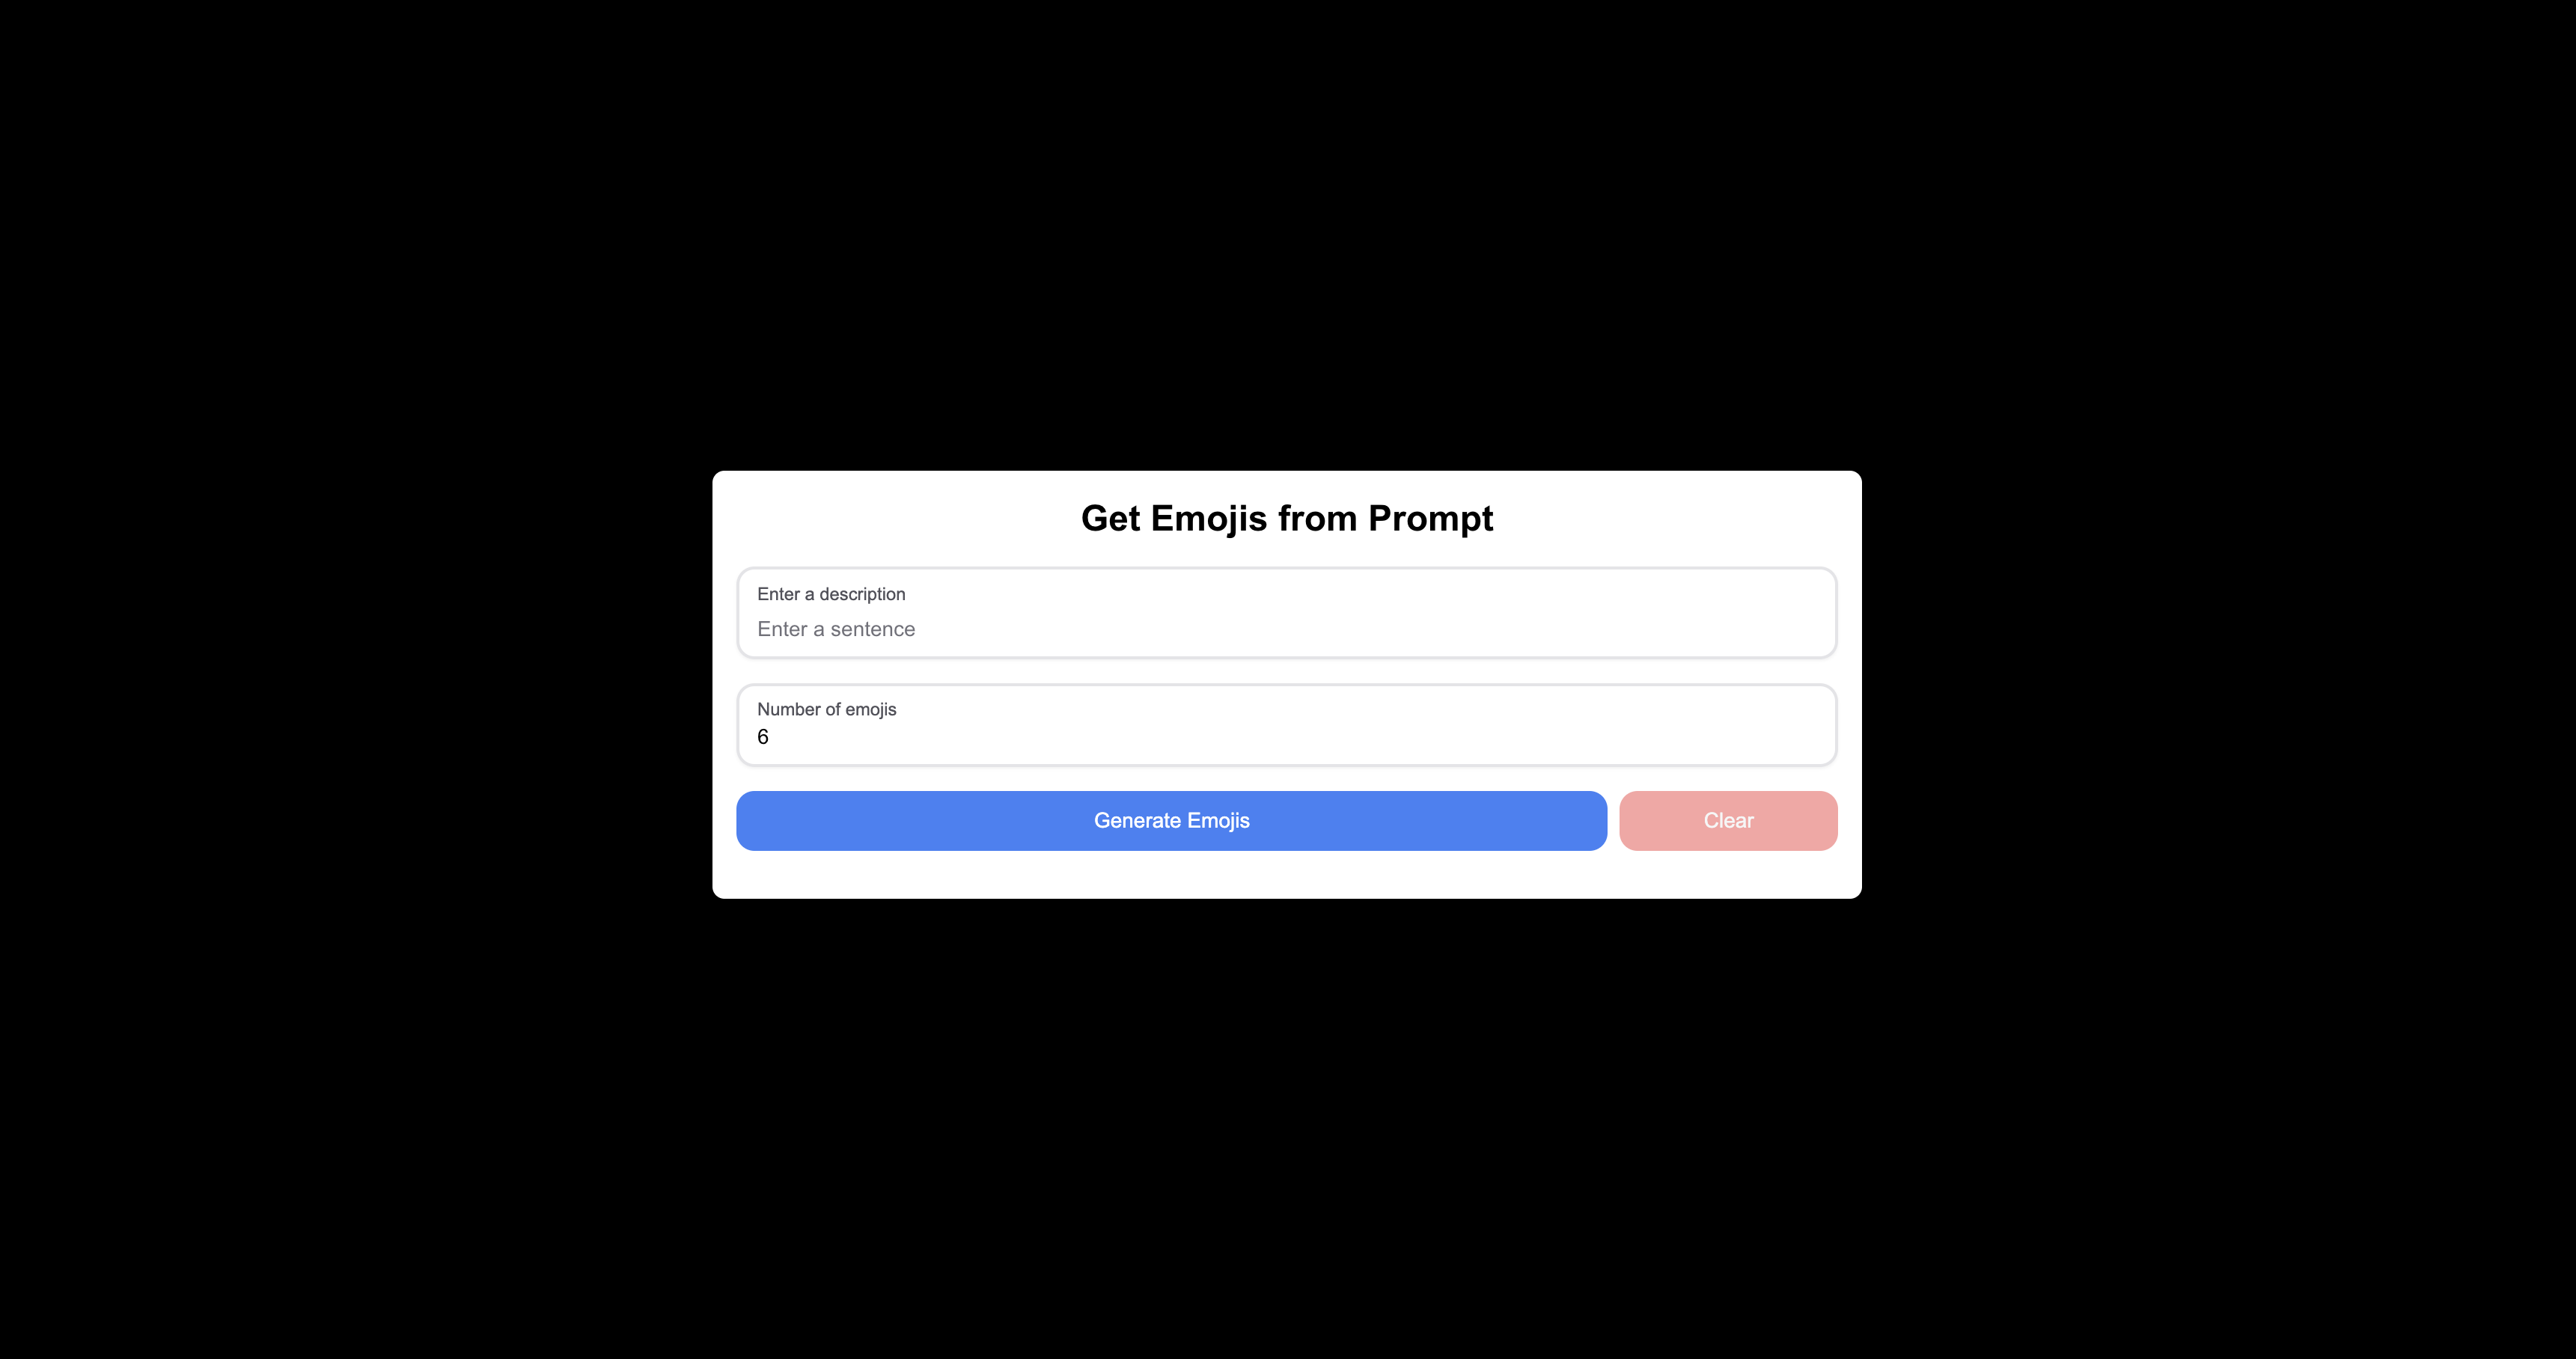 Get Emojis from Prompt
Enter a description
Enter a sentence
Number of emojis
6
Generate Emojis
Clear